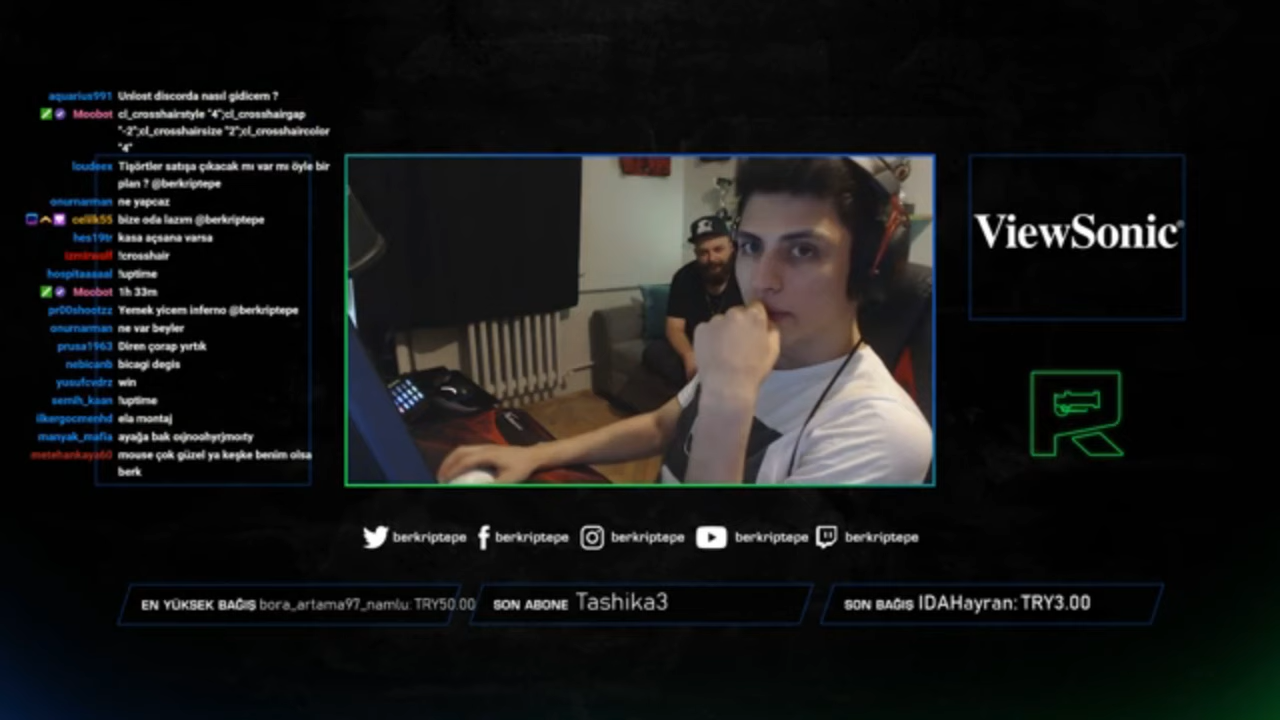 aquarius991 Unlost discorda nasıl gidicem ?
Moobot cl_crosshairstyle "4";cl_crosshairgap
"-2";cl_crosshairsize "2";cl_crosshaircolor
"4"
loudeex Tişörtler satışa çıkacak mı var mı öyle bir
plan ? @berkriptepe
onurnarman ne yapcaz
celilk55 bize oda lazım @berkriptepe
hes19tr kasa açsana varsa
izmirwolf !crosshair
hospitaaaaal !uptime
Moobot 1h 33m
pr00shootzz Yemek yicem inferno @berkriptepe
onurnarman ne var beyler
prusa1963 Diren çorap yırtık
nebicanb bicagi degis
yusufcvdrz win
semih_kaan !uptime
ilkergocmenhd ela montaj
manyak_mafia ayağa bak
metehankaya60 mouse çok güzel ya keşke benim olsa
berk
ViewSonic®
berkriptepe berkriptepe berkriptepe berkriptepe berkriptepe
EN YÜKSEK BAĞIŞ bora_artama97_namlu: TRY50.00
SON ABONE Tashika3
SON BAĞIŞ IDAHayran: TRY3.00